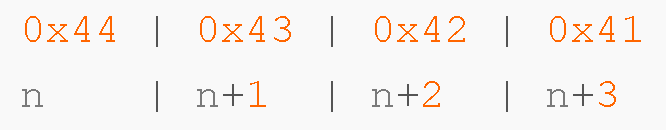 0x44 | 0x43 | 0x42 | 0x41
n | n+1 | n+2 | n+3